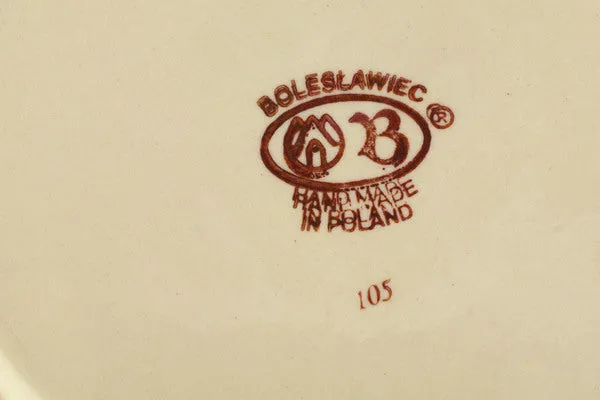 BOLESŁAWIEC
®
B
HAND MADE
IN POLAND
105